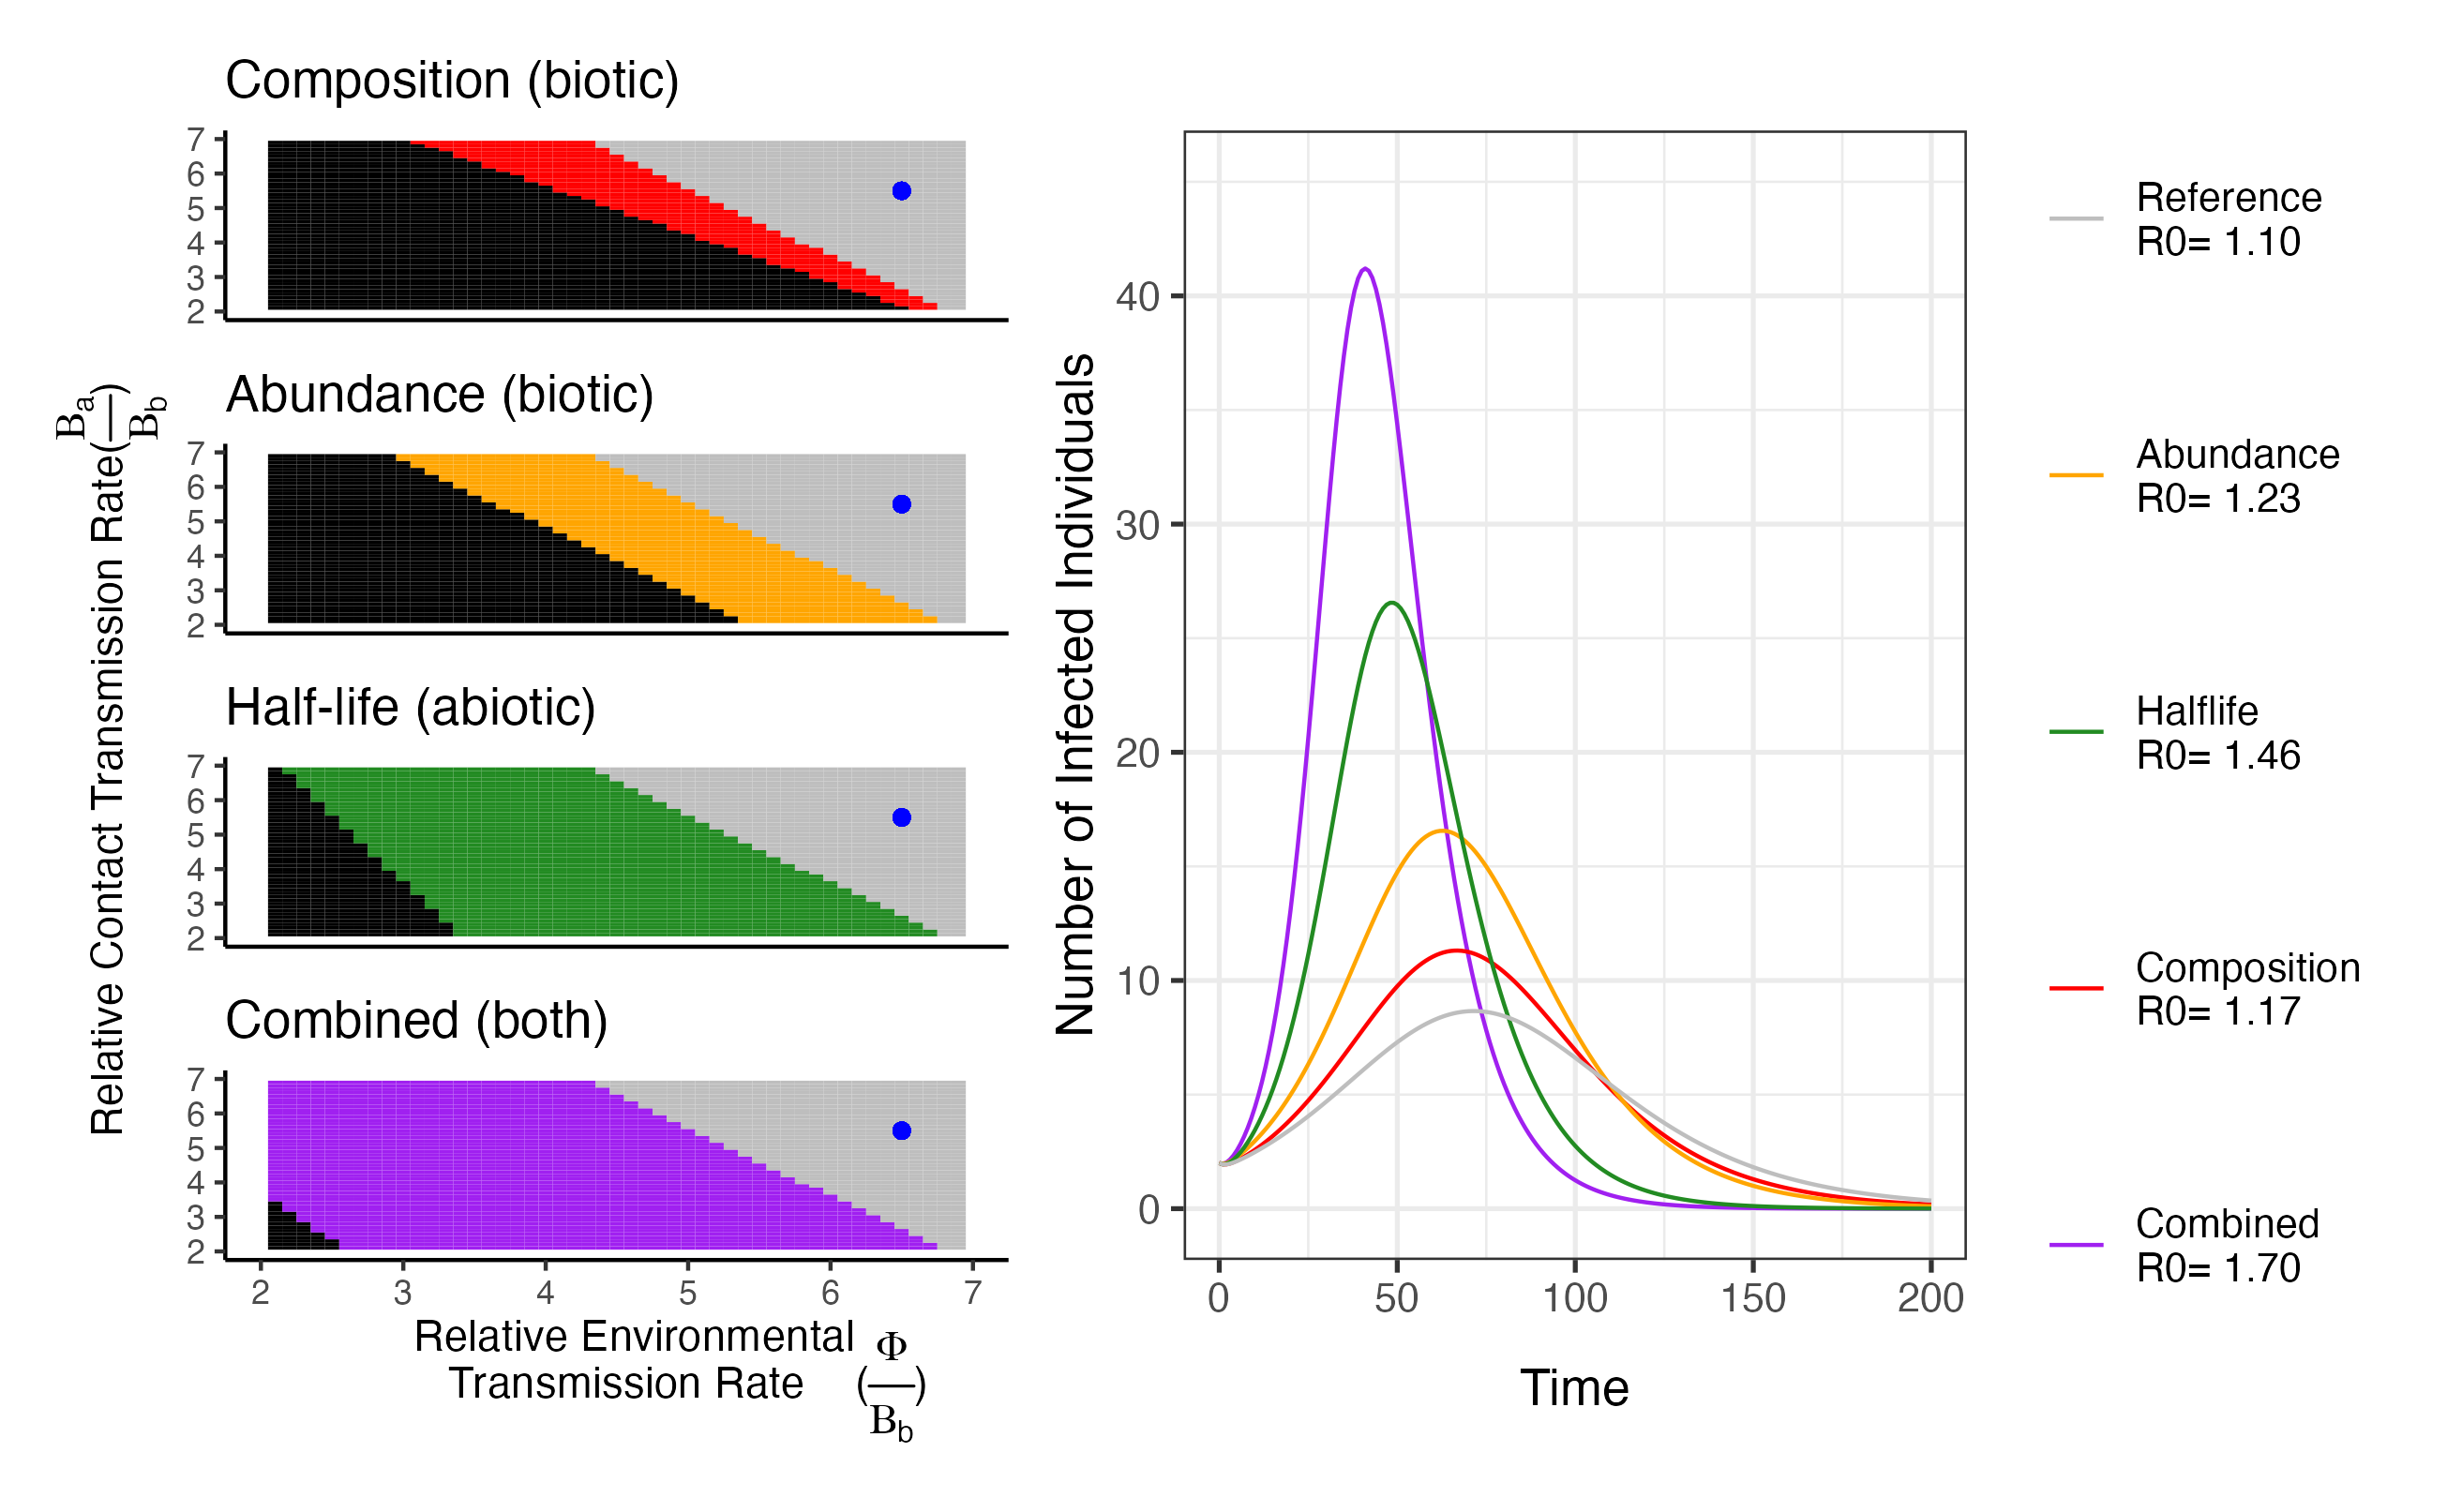 Composition (biotic)
7
6
5
4
3
2
Abundance (biotic)
7
6
5
4
3
2
Half-life (abiotic)
7
6
5
4
3
2
Combined (both)
7
6
5
4
3
2
2 3 4 5 6 7
Relative Contact Transmission Rate(Ba/Bb)
Relative Environmental
Transmission Rate (Φ/Bb)
Number of Infected Individuals
40
30
20
10
0
0 50 100 150 200
Time
Reference
R0= 1.10
Abundance
R0= 1.23
Halflife
R0= 1.46
Composition
R0= 1.17
Combined
R0= 1.70